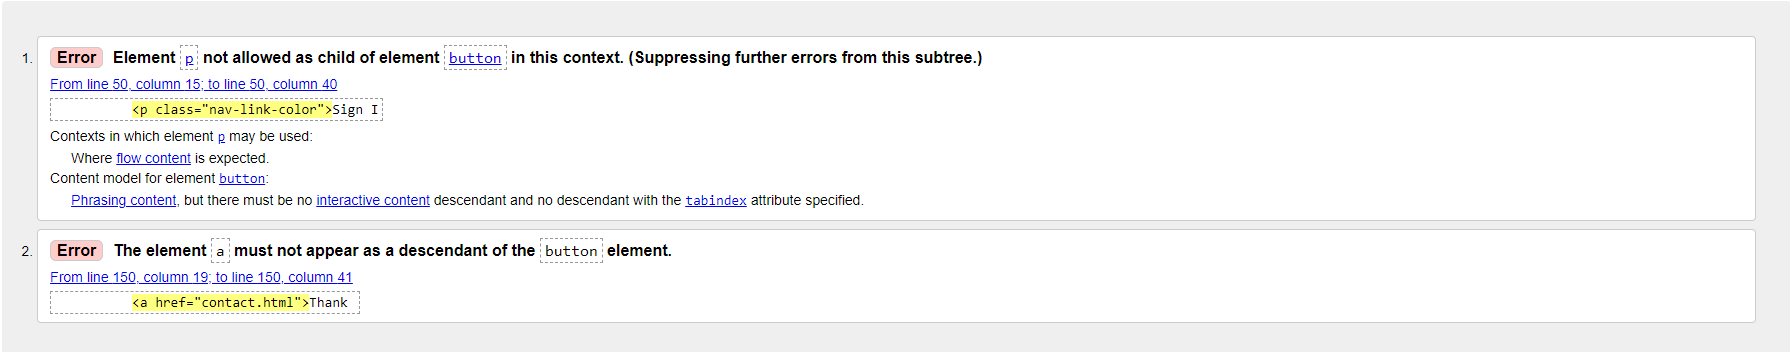 1. Error Element p not allowed as child of element button in this context. (Suppressing further errors from this subtree.)
From line 50, column 15; to line 50, column 40
<p class="nav-link-color">Sign I
Contexts in which element p may be used:
Where flow content is expected.
Content model for element button:
Phrasing content, but there must be no interactive content descendant and no descendant with the tabindex attribute specified.
2. Error The element a must not appear as a descendant of the button element.
From line 150, column 19; to line 150, column 41
<a href="contact.html">Thank